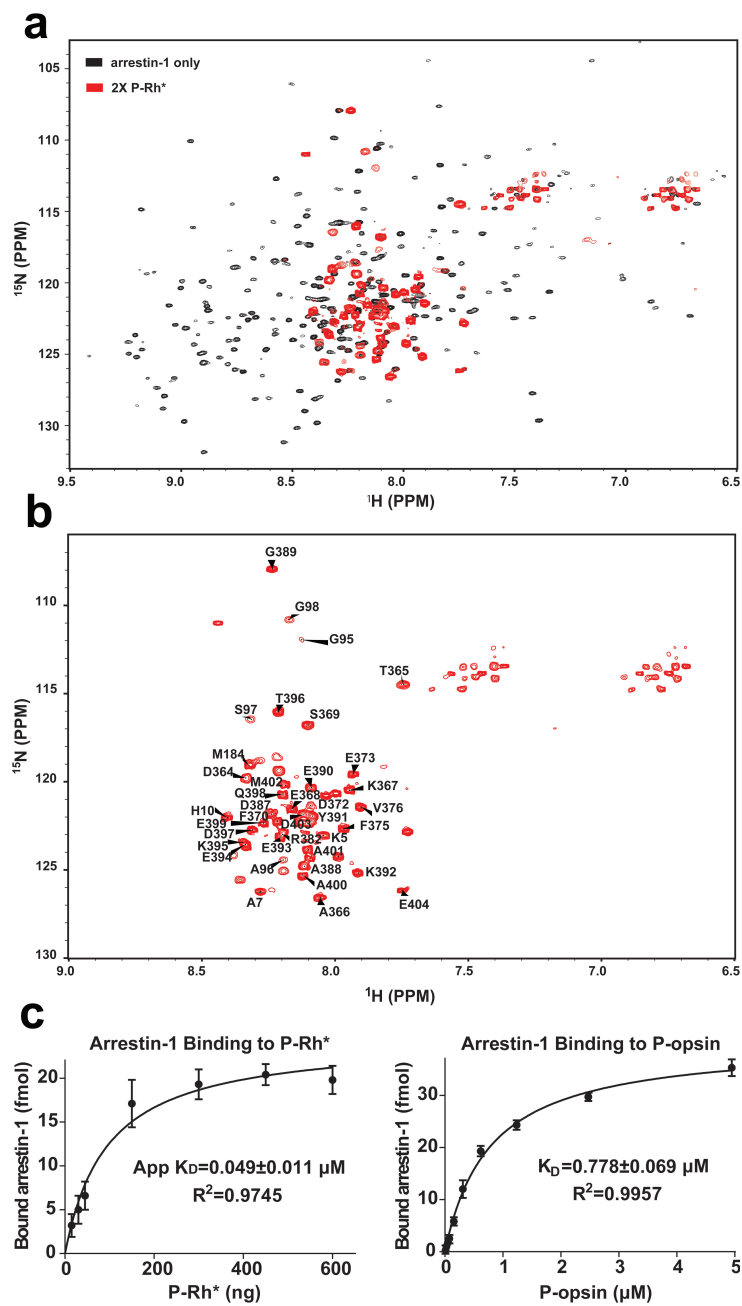 a
105
110
115
120
125
130
¹⁵N (PPM)
arrestin-1 only
2X P-Rh*
9.5 9.0 8.5 8.0 7.5 7.0 6.5
¹H (PPM)
b
110
115
120
125
130
¹⁵N (PPM)
G389
G98
G95
T365
T396
S97
S369
M184
E373
D364
M402
E390
K367
Q398
E368
D372
H10
D387
V376
E399
F370
Y391
D397
D403
K5
F375
K395
R382
E394
E393
A401
A96
A388
K392
A400
A7
A366
E404
9.0 8.5 8.0 7.5 7.0 6.5
¹H (PPM)
c
Arrestin-1 Binding to P-Rh*
Bound arrestin-1 (fmol)
20
15
10
5
0
App KD=0.049±0.011 µM
R²=0.9745
0 200 400 600
P-Rh* (ng)
Arrestin-1 Binding to P-opsin
Bound arrestin-1 (fmol)
30
20
10
0
KD=0.778±0.069 µM
R²=0.9957
0 1 2 3 4 5
P-opsin (µM)